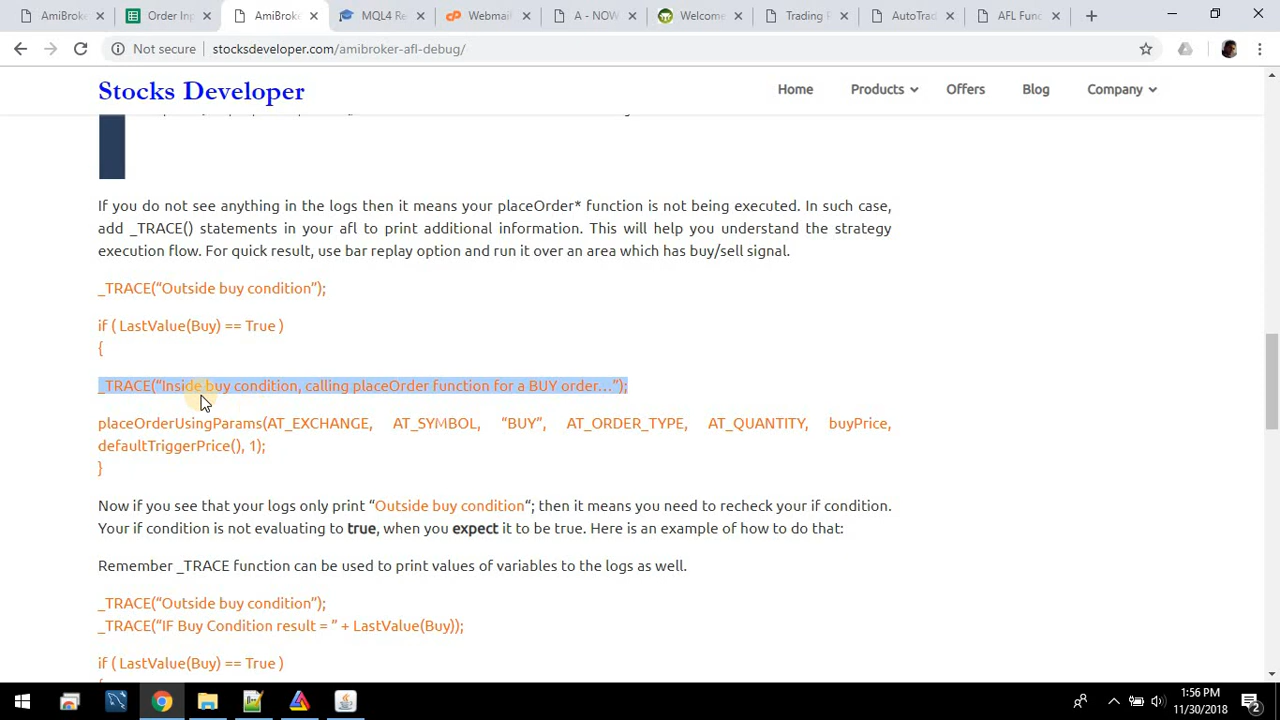 AmiBroke
Order Inp
AmiBroke
MQL4 Re
Webmail
A - NOW
Welcome
Trading
AutoTrad
AFL Func
Not secure
stocksdeveloper.com/amibroker-afl-debug/
Stocks Developer
Home
Products
Offers
Blog
Company
If you do not see anything in the logs then it means your placeOrder* function is not being executed. In such case,
add _TRACE() statements in your afl to print additional information. This will help you understand the strategy
execution flow. For quick result, use bar replay option and run it over an area which has buy/sell signal.
_TRACE(“Outside buy condition”);
if ( LastValue(Buy) == True )
{
_TRACE(“Inside buy condition, calling placeOrder function for a BUY order…”);
placeOrderUsingParams(AT_EXCHANGE, AT_SYMBOL, “BUY”, AT_ORDER_TYPE, AT_QUANTITY, buyPrice,
defaultTriggerPrice(), 1);
}
Now if you see that your logs only print “Outside buy condition“; then it means you need to recheck your if condition.
Your if condition is not evaluating to true, when you expect it to be true. Here is an example of how to do that:
Remember _TRACE function can be used to print values of variables to the logs as well.
_TRACE(“Outside buy condition”);
_TRACE(“IF Buy Condition result = ” + LastValue(Buy));
if ( LastValue(Buy) == True )
1:56 PM
11/30/2018
2